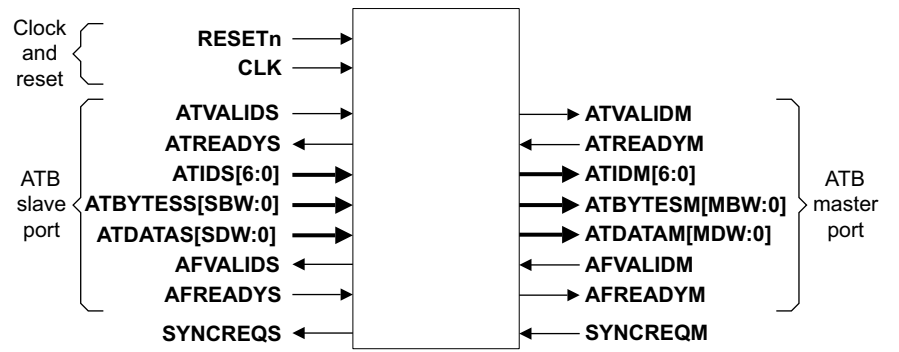 Clock
and
reset
RESETn
CLK
ATB
slave
port
ATVALIDS
ATREADYS
ATIDS[6:0]
ATBYTESS[SBW:0]
ATDATAS[SDW:0]
AFVALIDS
AFREADYS
SYNCREQS
ATVALIDM
ATREADYM
ATIDM[6:0]
ATBYTESM[MBW:0]
ATDATAM[MDW:0]
AFVALIDM
AFREADYM
SYNCREQM
ATB
master
port